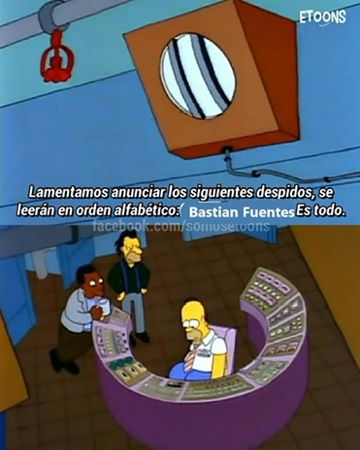 ETOONS
Lamentamos anunciar los siguientes despidos, se
leerán en orden alfabético: Bastian Fuentes Es todo.
facebook.com/somosetoons